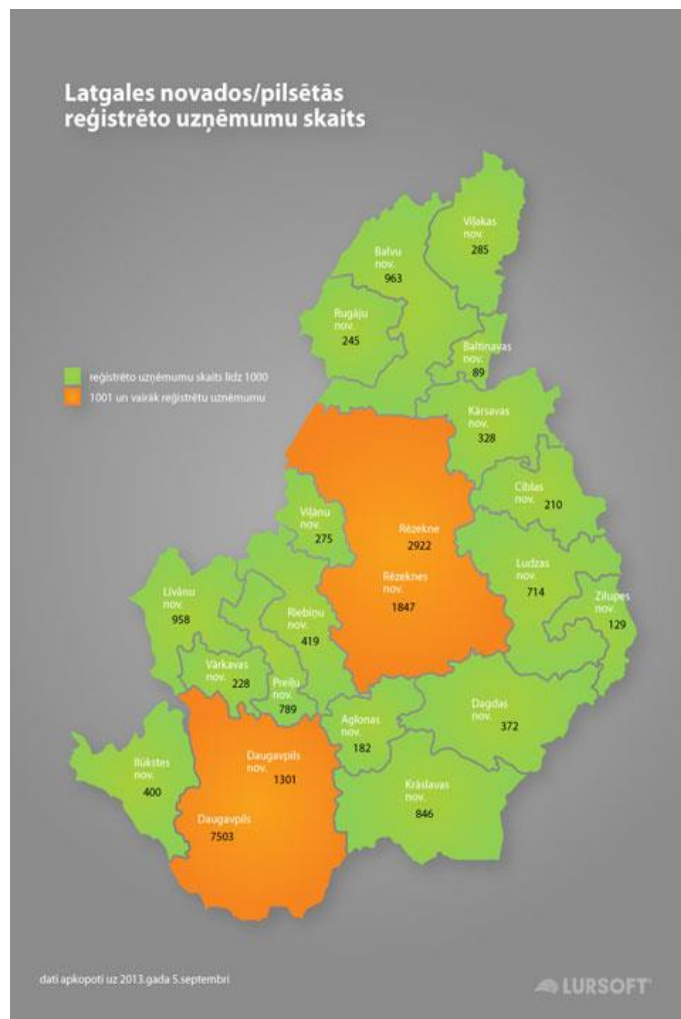 Latgales novados/pilsētās
reģistrēto uzņēmumu skaits
Viļakas
nov.
285
Balvu
nov.
963
Rugāju
nov.
245
Baltinavas
nov.
89
reģistrēto uzņēmumu skaits līdz 1000
1001 un vairāk reģistrētu uzņēmumu
Kārsavas
nov.
328
Ciblas
nov. 210
Viļānu
nov.
275
Rēzekne
2922
Rēzeknes
nov.
1847
Ludzas
nov.
714
Zilupes
nov.
129
Līvānu
nov.
958
Riebiņu
nov.
419
Vārkavas
nov. 228
Preiļu
nov.
789
Aglonas
nov.
182
Dagdas
nov.
372
Ilūkstes
nov.
400
Daugavpils
nov.
1301
Krāslavas
nov.
846
Daugavpils
7503
dati apkopoti uz 2013.gada 5.septembri
LURSOFT